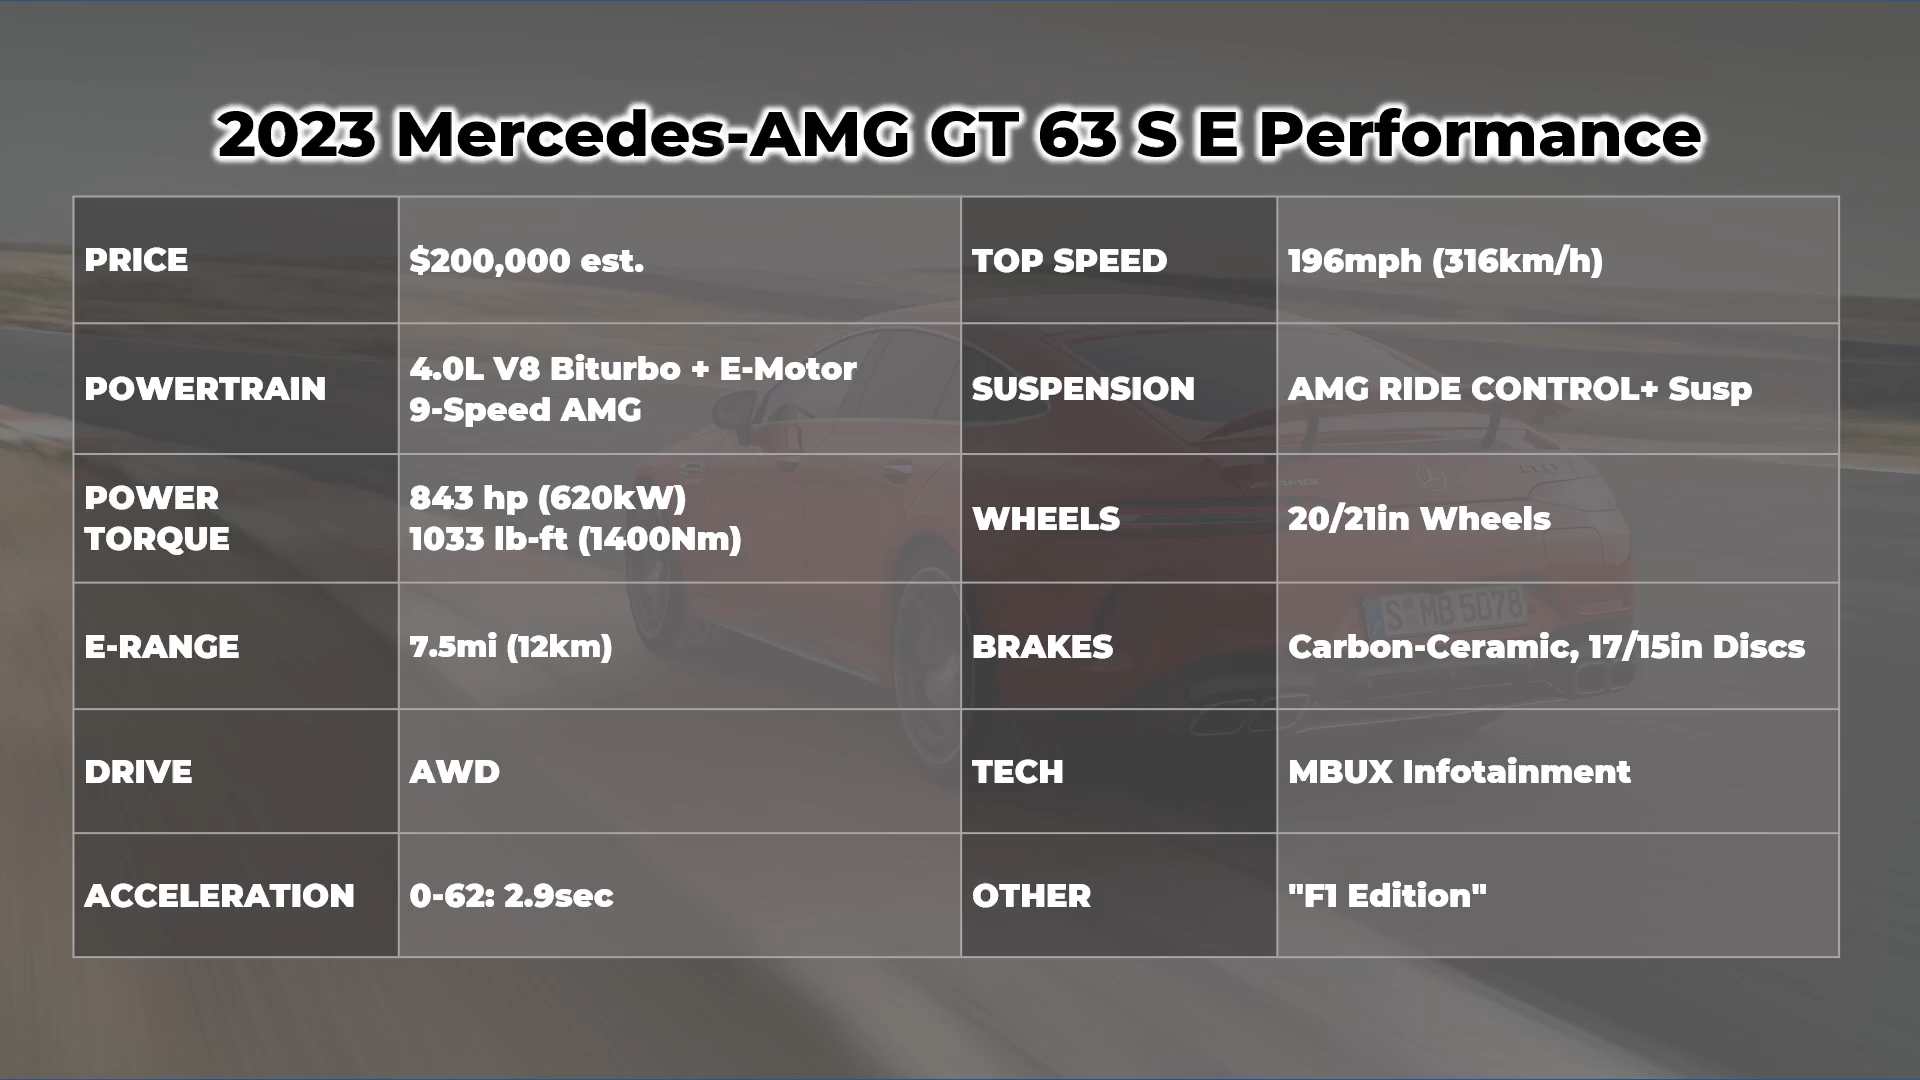 2023 Mercedes-AMG GT 63 S E Performance
PRICE
$200,000 est.
TOP SPEED
196mph (316km/h)
POWERTRAIN
4.0L V8 Biturbo + E-Motor
9-Speed AMG
SUSPENSION
AMG RIDE CONTROL+ Susp
POWER
TORQUE
843 hp (620kW)
1033 lb-ft (1400Nm)
WHEELS
20/21in Wheels
E-RANGE
7.5mi (12km)
BRAKES
Carbon-Ceramic, 17/15in Discs
DRIVE
AWD
TECH
MBUX Infotainment
ACCELERATION
0-62: 2.9sec
OTHER
"F1 Edition"
AMG
S MB 5078